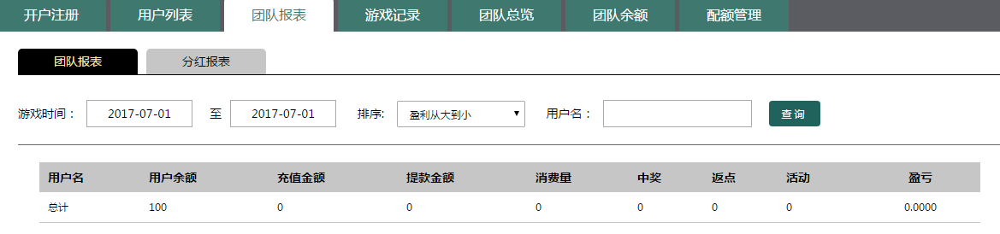 开户注册 用户列表 团队报表 游戏记录 团队总览 团队余额 配额管理
团队报表 分红报表
游戏时间： 2017-07-01 至 2017-07-01 排序: 盈利从大到小 用户名： 查询
用户名 用户余额 充值金额 提款金额 消费量 中奖 返点 活动 盈亏
总计 100 0 0 0 0 0 0 0.0000